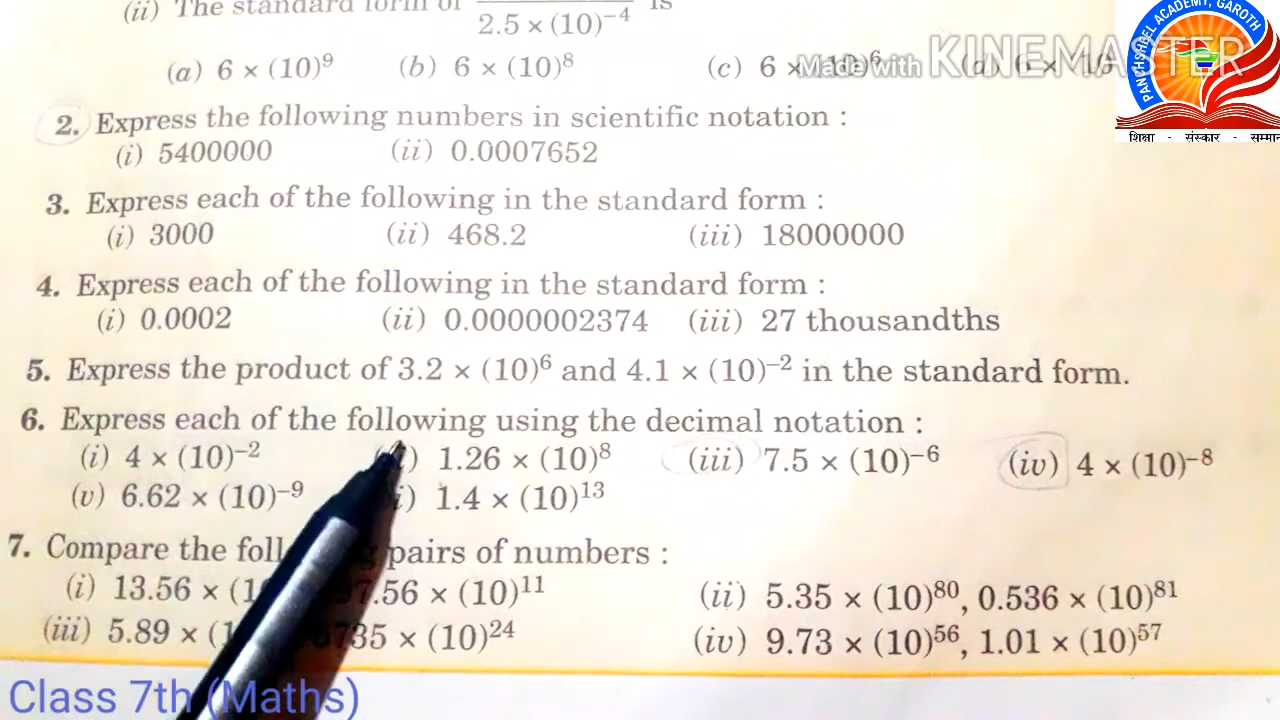 (ii) The standard form of is
2.5 × (10)⁻⁴
(a) 6 × (10)⁹ (b) 6 × (10)⁸ (c) 6 × (10)⁶ 6 ×
Made with KINEMASTER
PANCHSHEEL ACADEMY, GAROTH
शिक्षा - संस्कार - सम्मान
2. Express the following numbers in scientific notation :
(i) 5400000 (ii) 0.0007652
3. Express each of the following in the standard form :
(i) 3000 (ii) 468.2 (iii) 18000000
4. Express each of the following in the standard form :
(i) 0.0002 (ii) 0.0000002374 (iii) 27 thousandths
5. Express the product of 3.2 × (10)⁶ and 4.1 × (10)⁻² in the standard form.
6. Express each of the following using the decimal notation :
(i) 4 × (10)⁻² 1.26 × (10)⁸ (iii) 7.5 × (10)⁻⁶ (iv) 4 × (10)⁻⁸
(v) 6.62 × (10)⁻⁹ 1.4 × (10)¹³
7. Compare the pairs of numbers :
(i) 13.56 × 7.56 × (10)¹¹ (ii) 5.35 × (10)⁸⁰, 0.536 × (10)⁸¹
(iii) 5.89 × 735 × (10)²⁴ (iv) 9.73 × (10)⁵⁶, 1.01 × (10)⁵⁷
Class 7th (Maths)